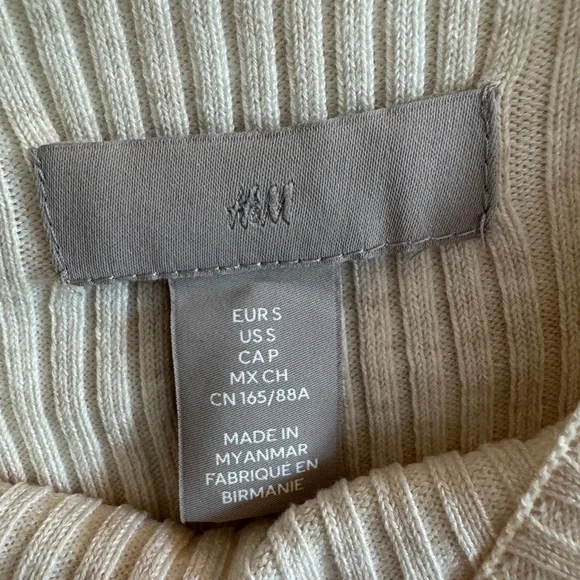 H&M
EUR S
US S
CA P
MX CH
CN 165/88A
MADE IN
MYANMAR
FABRIQUÉ EN
BIRMANIE